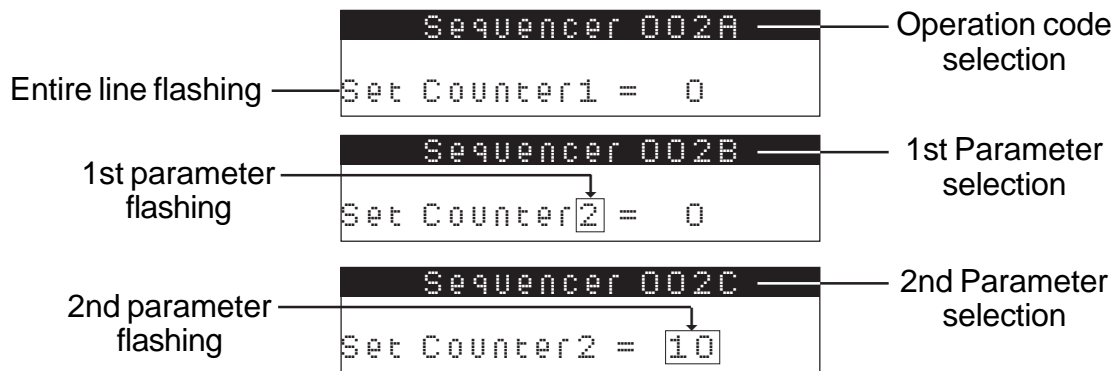 Sequencer 002A
Operation code
selection
Entire line flashing
Set Counter1 = 0
Sequencer 002B
1st Parameter
selection
1st parameter
flashing
Set Counter2 = 0
Sequencer 002C
2nd Parameter
selection
2nd parameter
flashing
Set Counter2 = 10